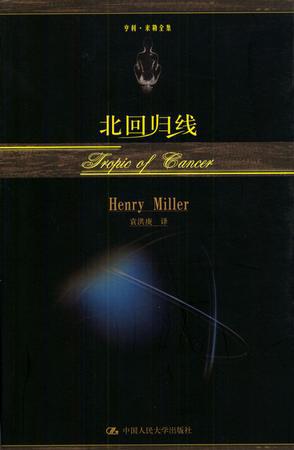 亨利·米勒全集
北回归线
Tropic of Cancer
Henry Miller
袁洪庚 译
中国人民大学出版社